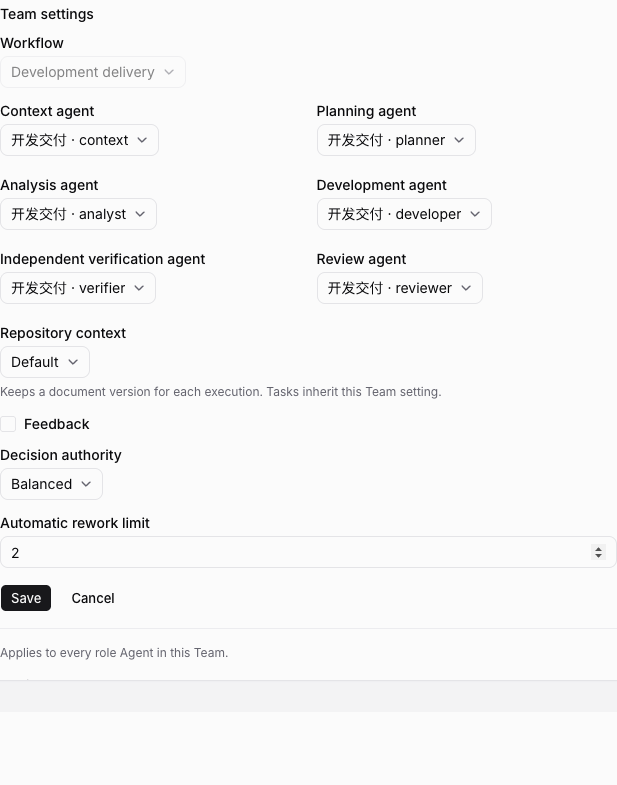 Team settings
Workflow
Development delivery
Context agent
Planning agent
开发交付 · context
开发交付 · planner
Analysis agent
Development agent
开发交付 · analyst
开发交付 · developer
Independent verification agent
Review agent
开发交付 · verifier
开发交付 · reviewer
Repository context
Default
Keeps a document version for each execution. Tasks inherit this Team setting.
Feedback
Decision authority
Balanced
Automatic rework limit
2
Save
Cancel
Applies to every role Agent in this Team.